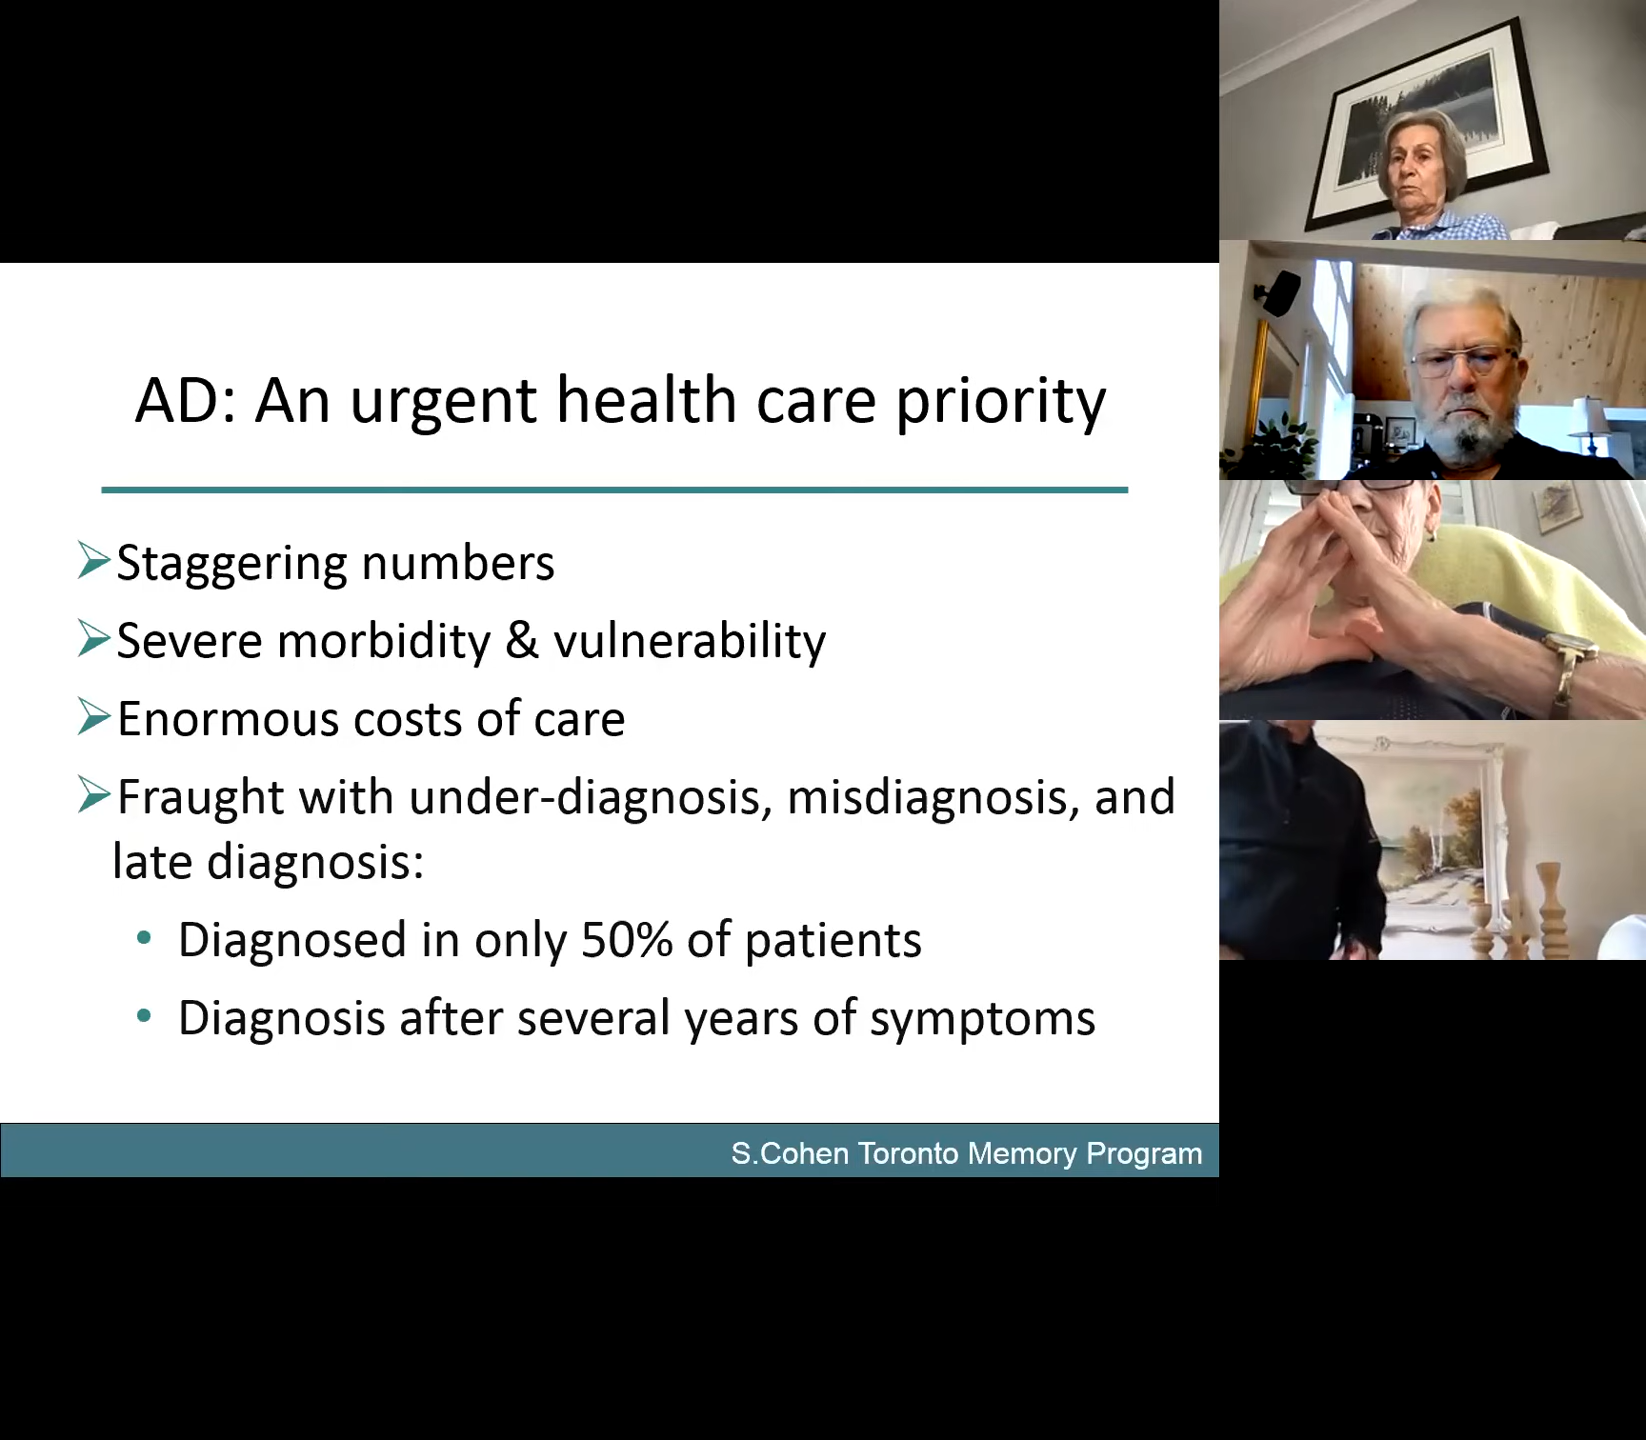 AD: An urgent health care priority
Staggering numbers
Severe morbidity & vulnerability
Enormous costs of care
Fraught with under-diagnosis, misdiagnosis, and
late diagnosis:
Diagnosed in only 50% of patients
Diagnosis after several years of symptoms
S.Cohen Toronto Memory Program